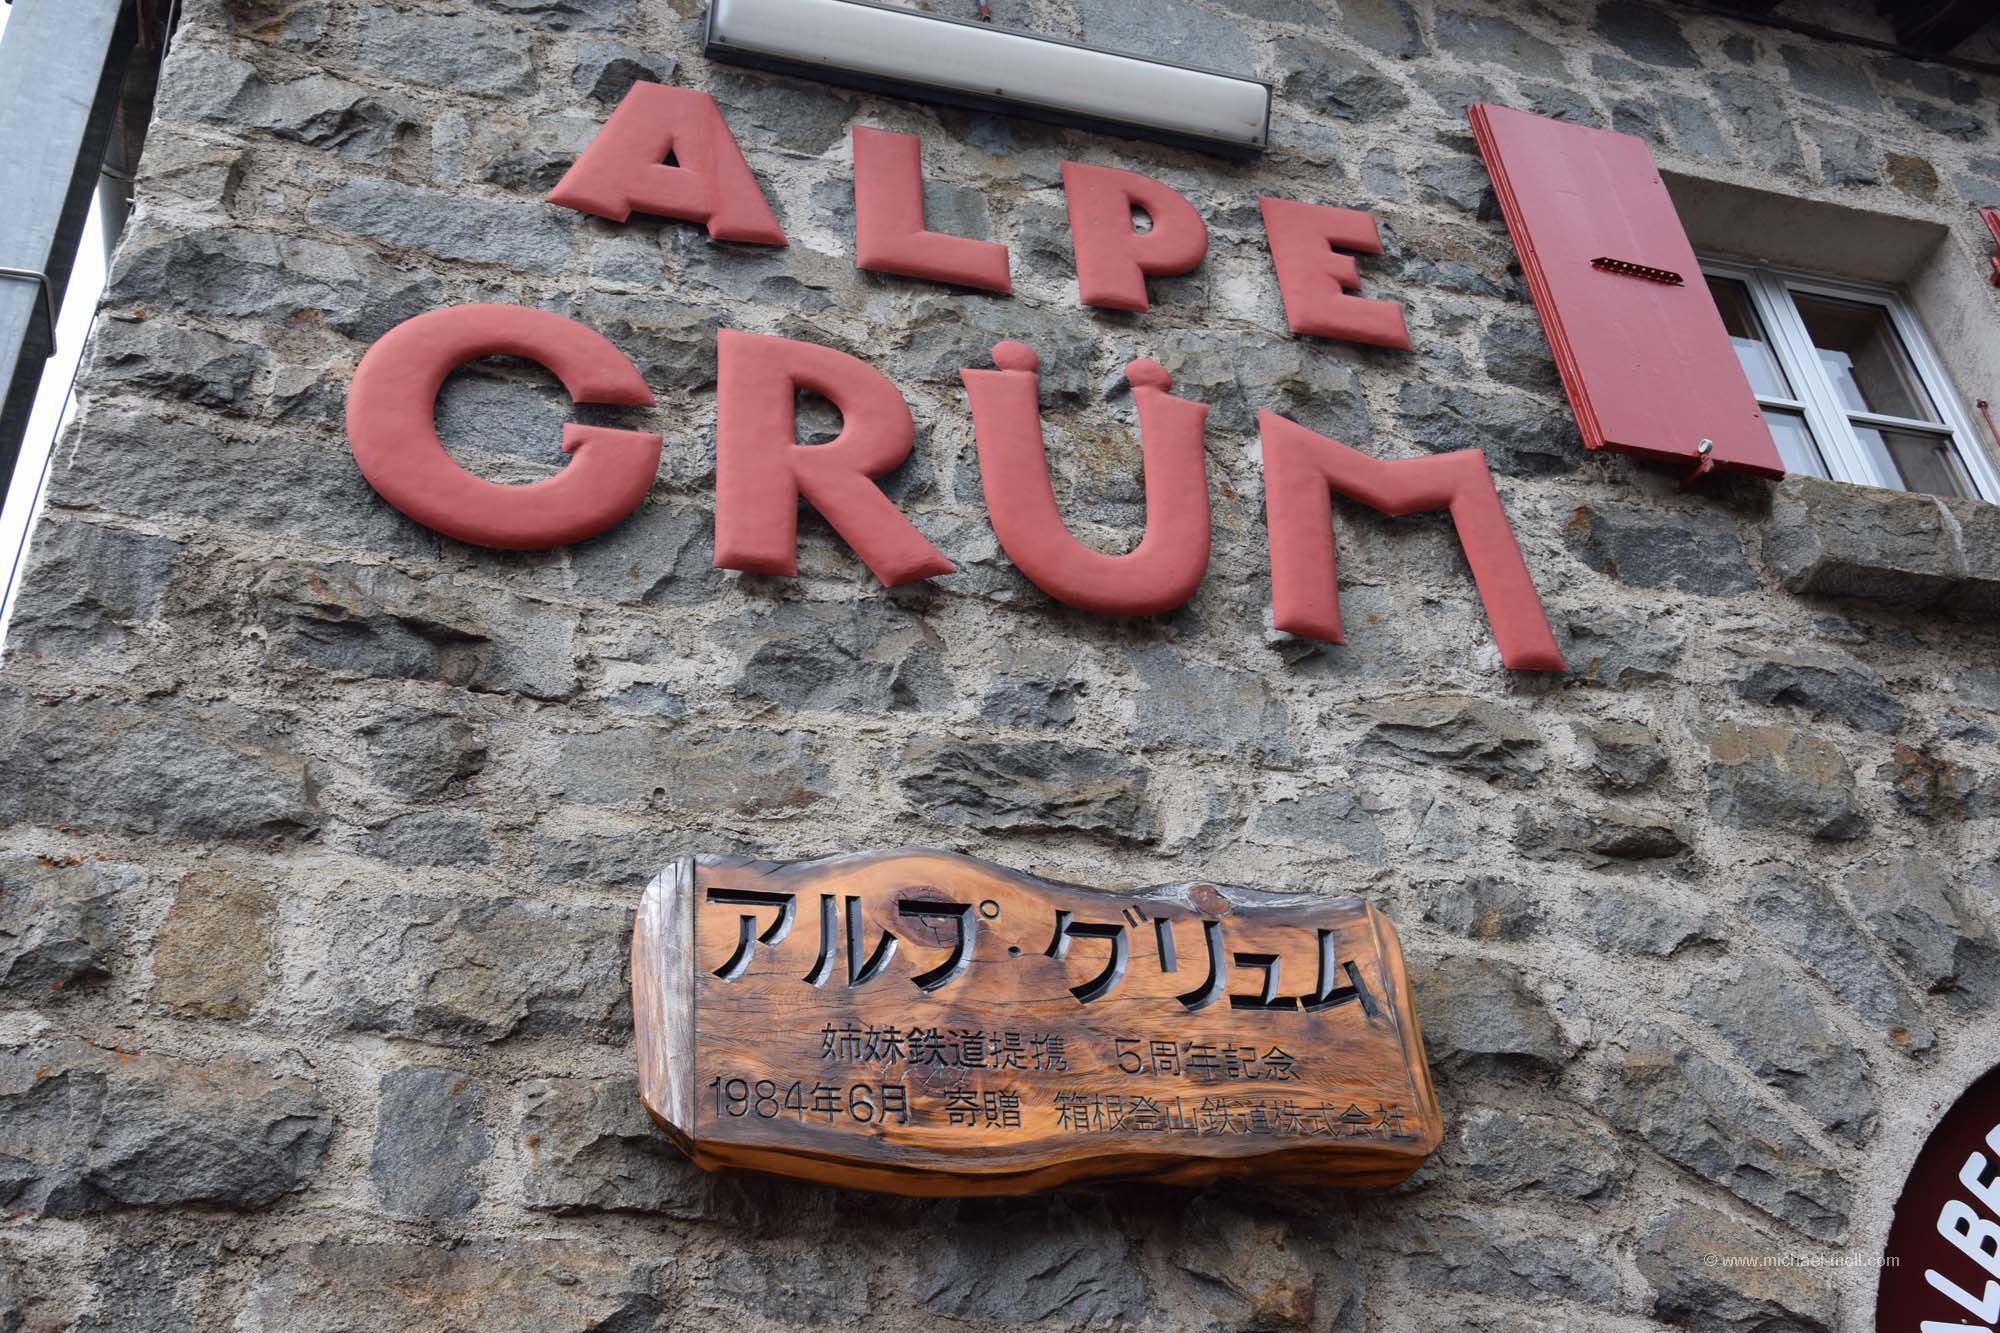 ALPE
GRÜM
アルプ・グリュム
姉妹鉄道提携 5周年記念
1984年6月 寄贈 箱根登山鉄道株式会社
© www.michael-moll.com